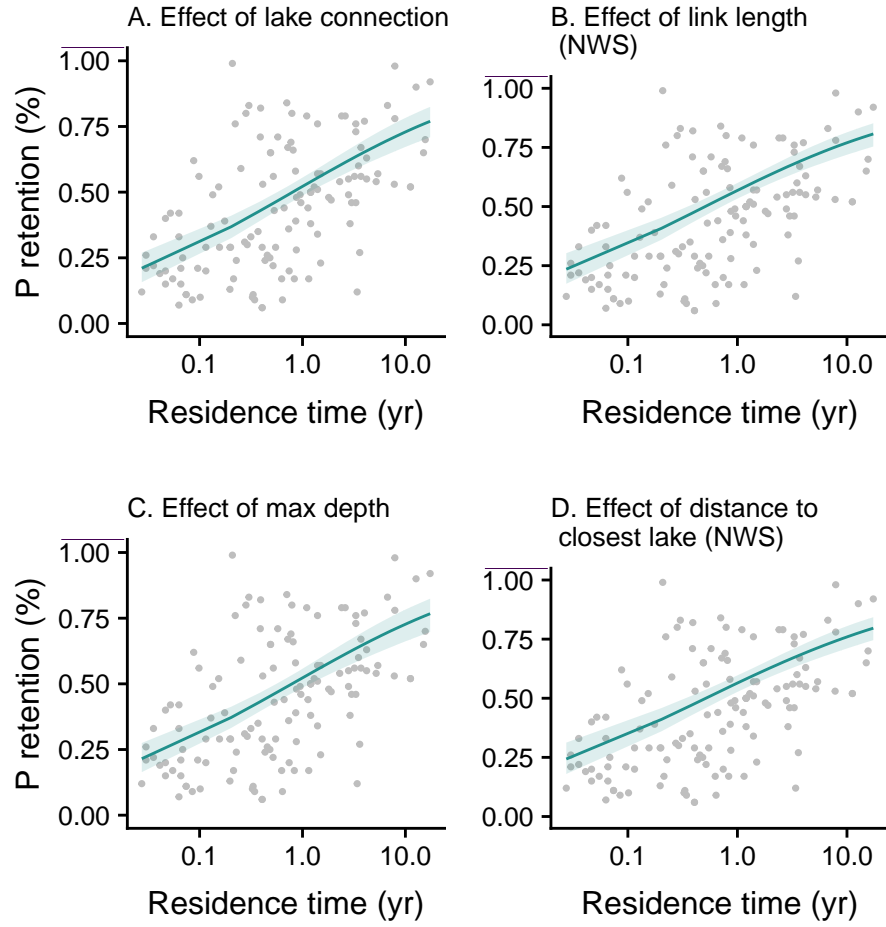 A. Effect of lake connection
1.00
0.75
0.50
0.25
0.00
P retention (%)
0.1 1.0 10.0
Residence time (yr)
B. Effect of link length
(NWS)
1.00
0.75
0.50
0.25
0.00
0.1 1.0 10.0
Residence time (yr)
C. Effect of max depth
1.00
0.75
0.50
0.25
0.00
P retention (%)
0.1 1.0 10.0
Residence time (yr)
D. Effect of distance to
closest lake (NWS)
1.00
0.75
0.50
0.25
0.00
0.1 1.0 10.0
Residence time (yr)